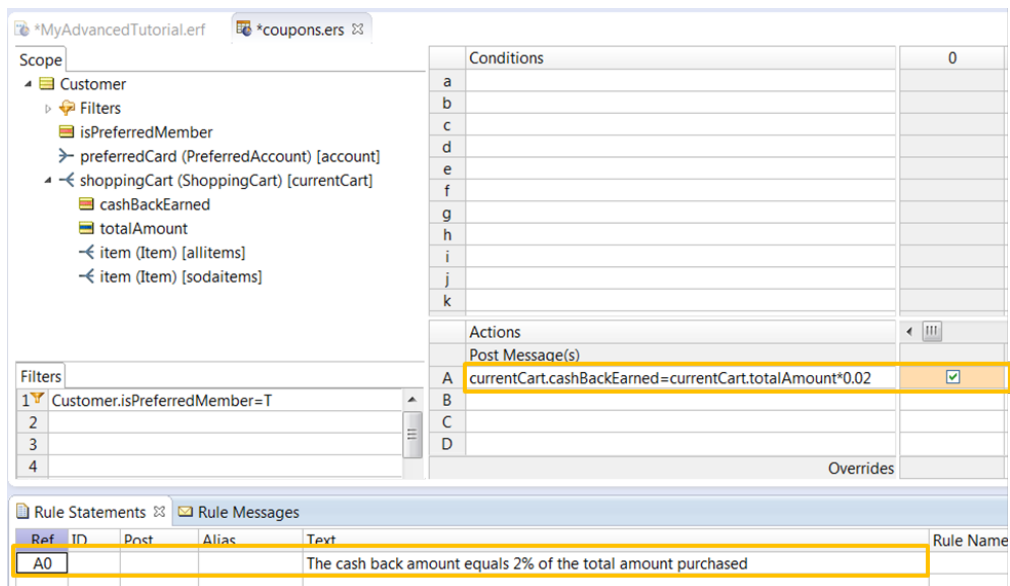 *MyAdvancedTutorial.erf *coupons.ers
Scope
Customer
Filters
isPreferredMember
preferredCard (PreferredAccount) [account]
shoppingCart (ShoppingCart) [currentCart]
cashBackEarned
totalAmount
item (Item) [allitems]
item (Item) [sodaitems]
Filters
1 Customer.isPreferredMember=T
2
3
4
Conditions 0
a
b
c
d
e
f
g
h
i
j
k
Actions
Post Message(s)
A currentCart.cashBackEarned=currentCart.totalAmount*0.02
B
C
D
Overrides
Rule Statements Rule Messages
Ref ID Post Alias Text Rule Name
A0 The cash back amount equals 2% of the total amount purchased